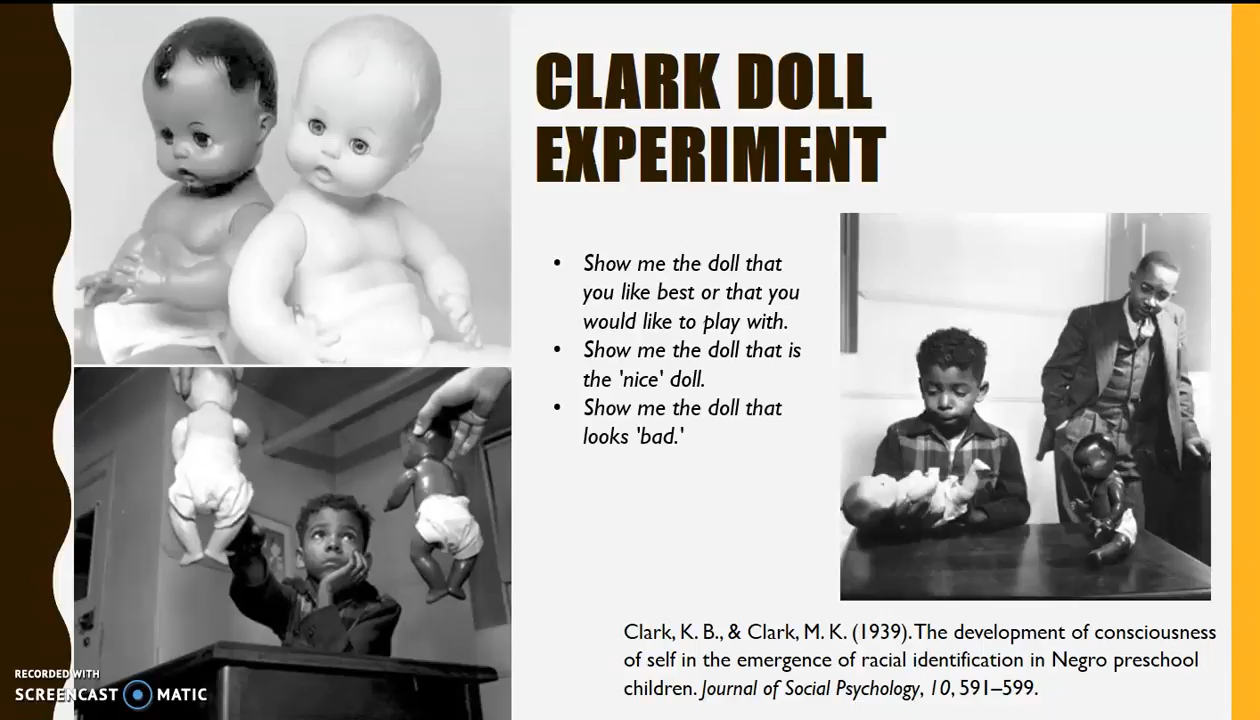 CLARK DOLL
EXPERIMENT
• Show me the doll that
you like best or that you
would like to play with.
• Show me the doll that is
the 'nice' doll.
• Show me the doll that
looks 'bad.'
Clark, K. B., & Clark, M. K. (1939). The development of consciousness
of self in the emergence of racial identification in Negro preschool
children. Journal of Social Psychology, 10, 591–599.
RECORDED WITH
SCREENCAST MATIC